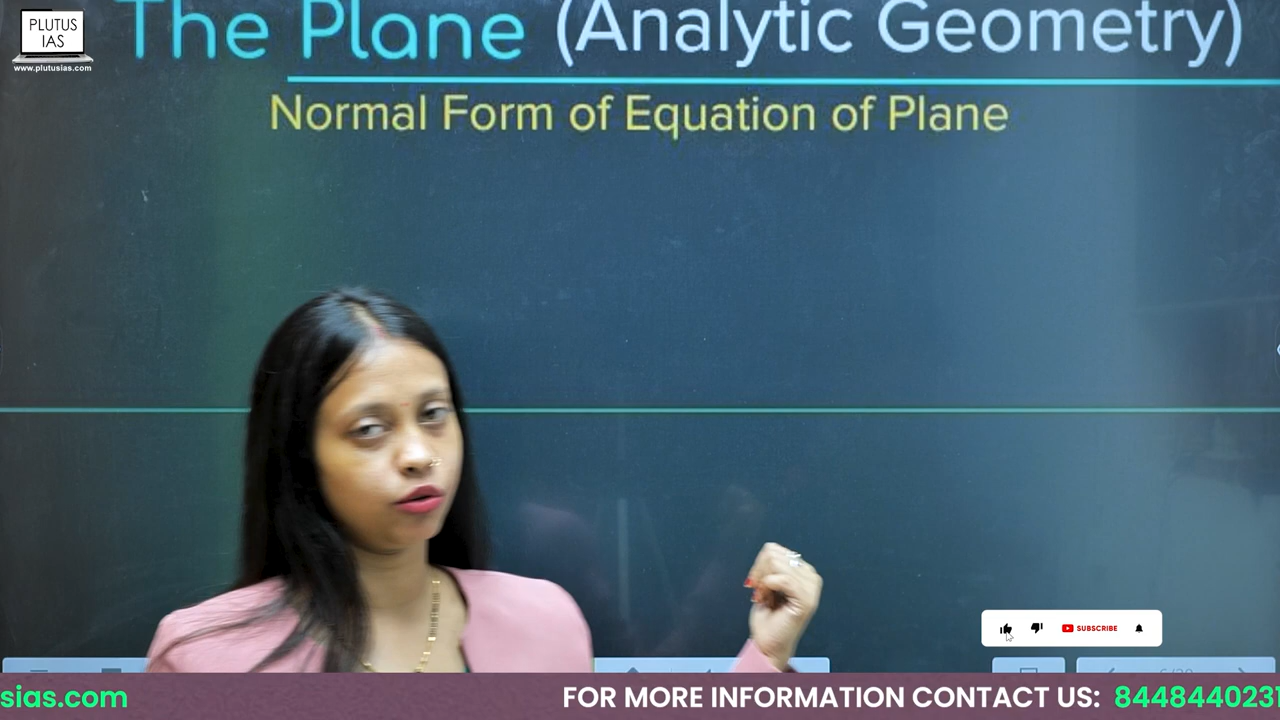 PLUTUS
IAS
www.plutusias.com
The Plane (Analytic Geometry)
Normal Form of Equation of Plane
SUBSCRIBE
sias.com FOR MORE INFORMATION CONTACT US: 8448440231